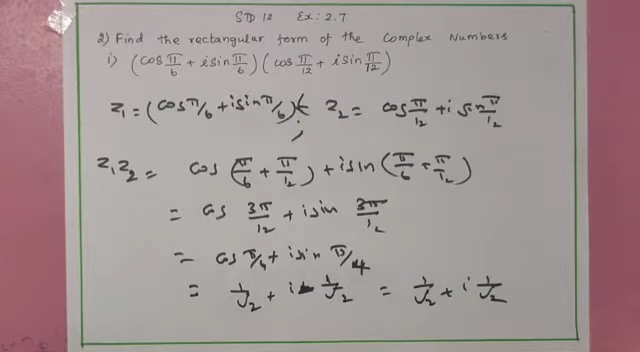 STD 12 Ex: 2.7
2) Find the rectangular form of the Complex Numbers
i) (cos π/6 + i sin π/6) (cos π/12 + i sin π/12)
z₁ = (cos π/6 + i sin π/6) ; z₂ = cos π/12 + i sin π/12
z₁z₂ = cos (π/6 + π/12) + i sin (π/6 + π/12)
= cos 3π/12 + i sin 3π/12
= cos π/4 + i sin π/4
= 1/√2 + i 1/√2 = 1/√2 + i 1/√2